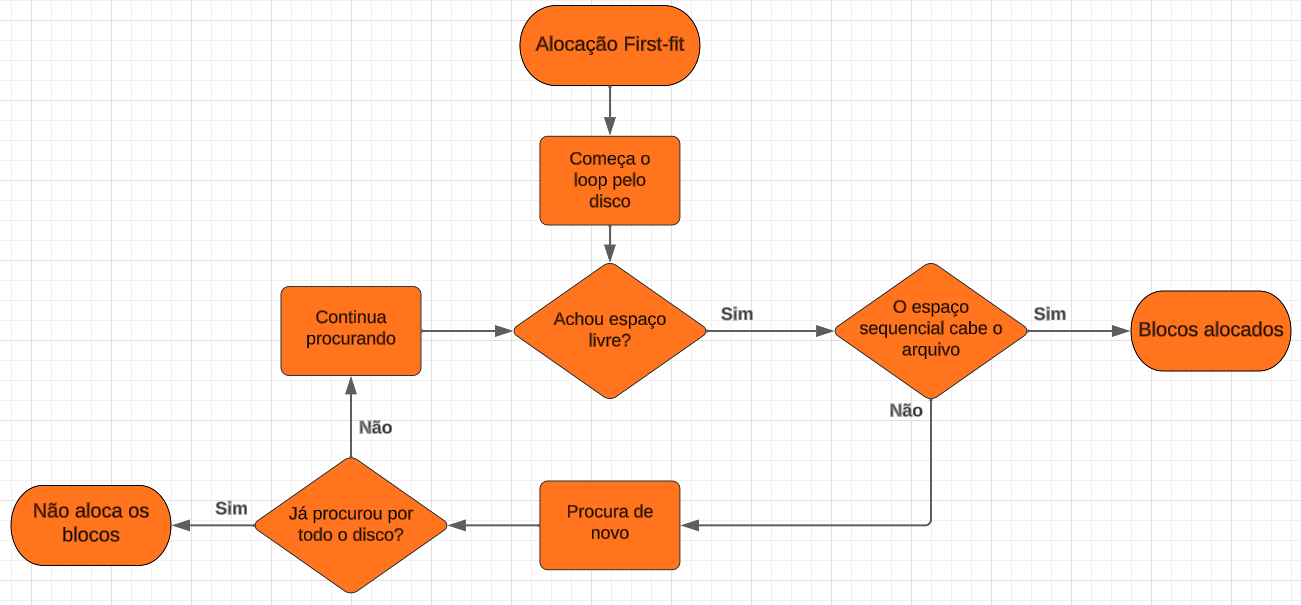 Alocação First-fit
Começa o
loop pelo
disco
Continua
procurando
Achou espaço
livre?
Sim
O espaço
sequencial cabe o
arquivo
Sim
Blocos alocados
Não
Não
Não aloca os
blocos
Sim
Já procurou por
todo o disco?
Procura de
novo